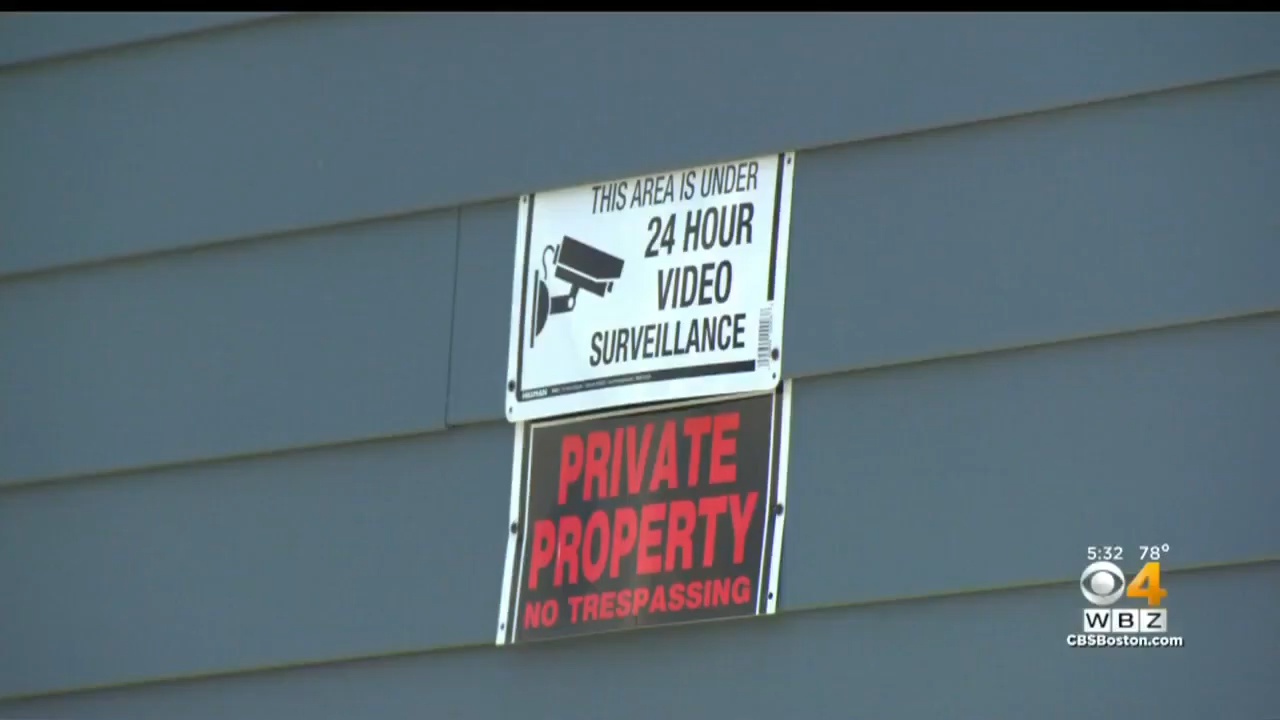 THIS AREA IS UNDER
24 HOUR
VIDEO
SURVEILLANCE
HILLMAN
PRIVATE
PROPERTY
NO TRESPASSING
5:32 78°
4
WBZ
CBSBoston.com